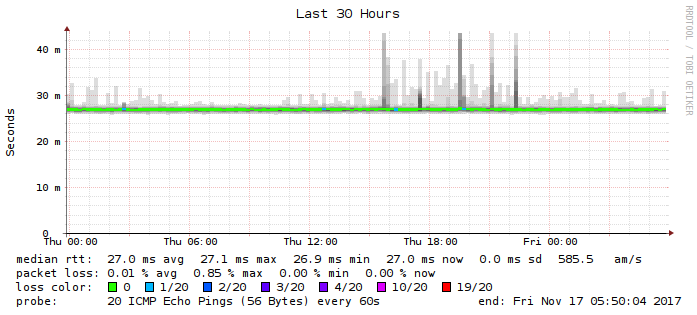 Last 30 Hours
RRDTOOL / TOBI OETIKER
Seconds
40 m
30 m
20 m
10 m
0
Thu 00:00 Thu 06:00 Thu 12:00 Thu 18:00 Fri 00:00
median rtt: 27.0 ms avg 27.1 ms max 26.9 ms min 27.0 ms now 0.0 ms sd 585.5 am/s
packet loss: 0.01 % avg 0.85 % max 0.00 % min 0.00 % now
loss color: 0 1/20 2/20 3/20 4/20 10/20 19/20
probe: 20 ICMP Echo Pings (56 Bytes) every 60s end: Fri Nov 17 05:50:04 2017